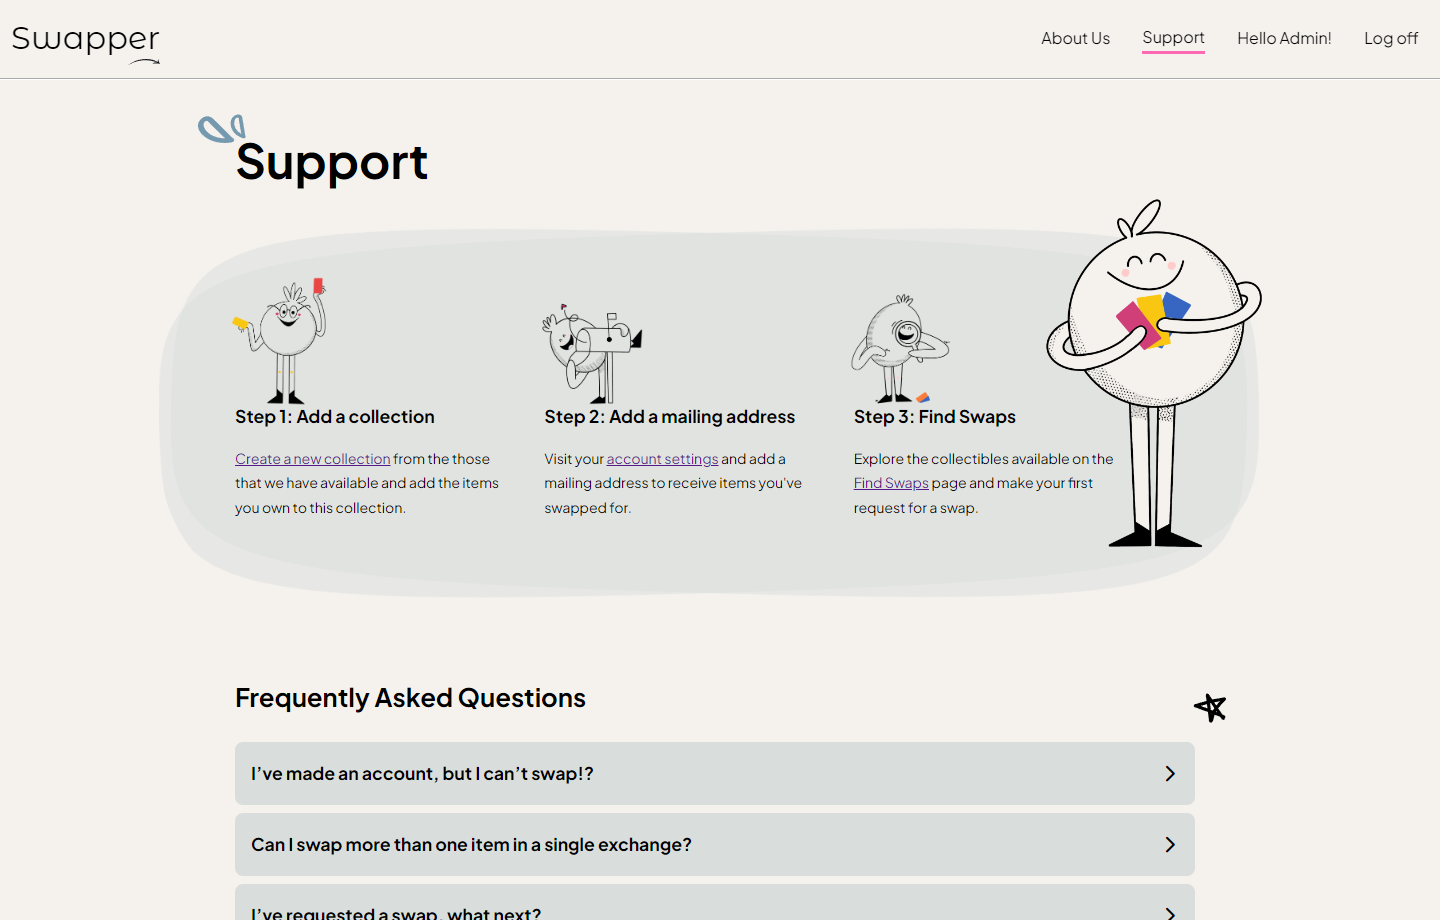 Swapper
About Us
Support
Hello Admin!
Log off
Support
Step 1: Add a collection
Create a new collection from the those
that we have available and add the items
you own to this collection.
Step 2: Add a mailing address
Visit your account settings and add a
mailing address to receive items you've
swapped for.
Step 3: Find Swaps
Explore the collectibles available on the
Find Swaps page and make your first
request for a swap.
Frequently Asked Questions
I’ve made an account, but I can’t swap!?
Can I swap more than one item in a single exchange?
I’ve requested a swap, what next?